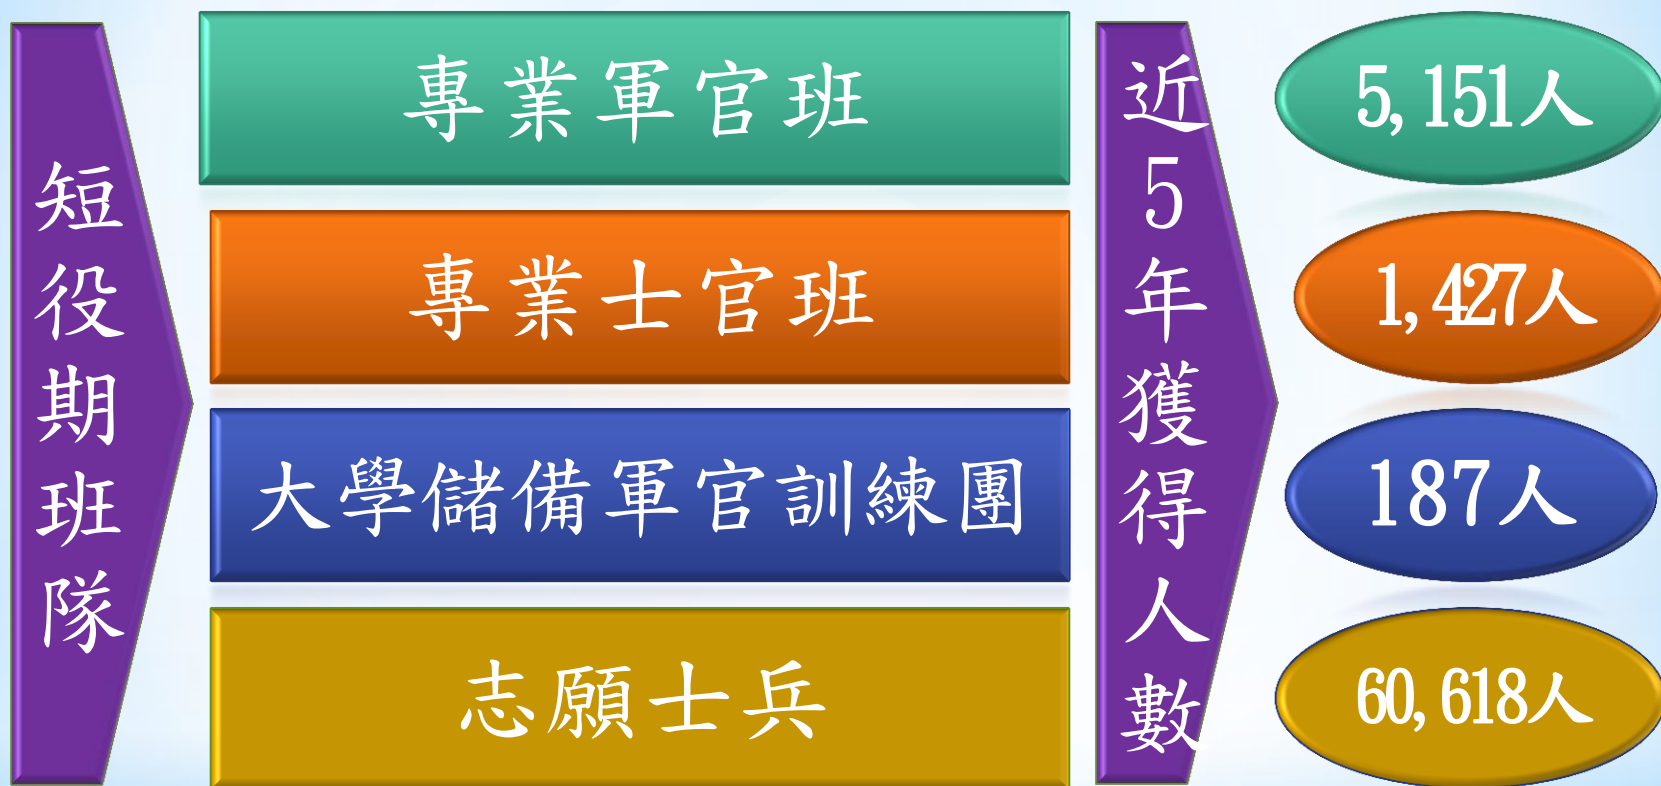 短役期班隊
專業軍官班
專業士官班
大學儲備軍官訓練團
志願士兵
近5年獲得人數
5,151人
1,427人
187人
60,618人